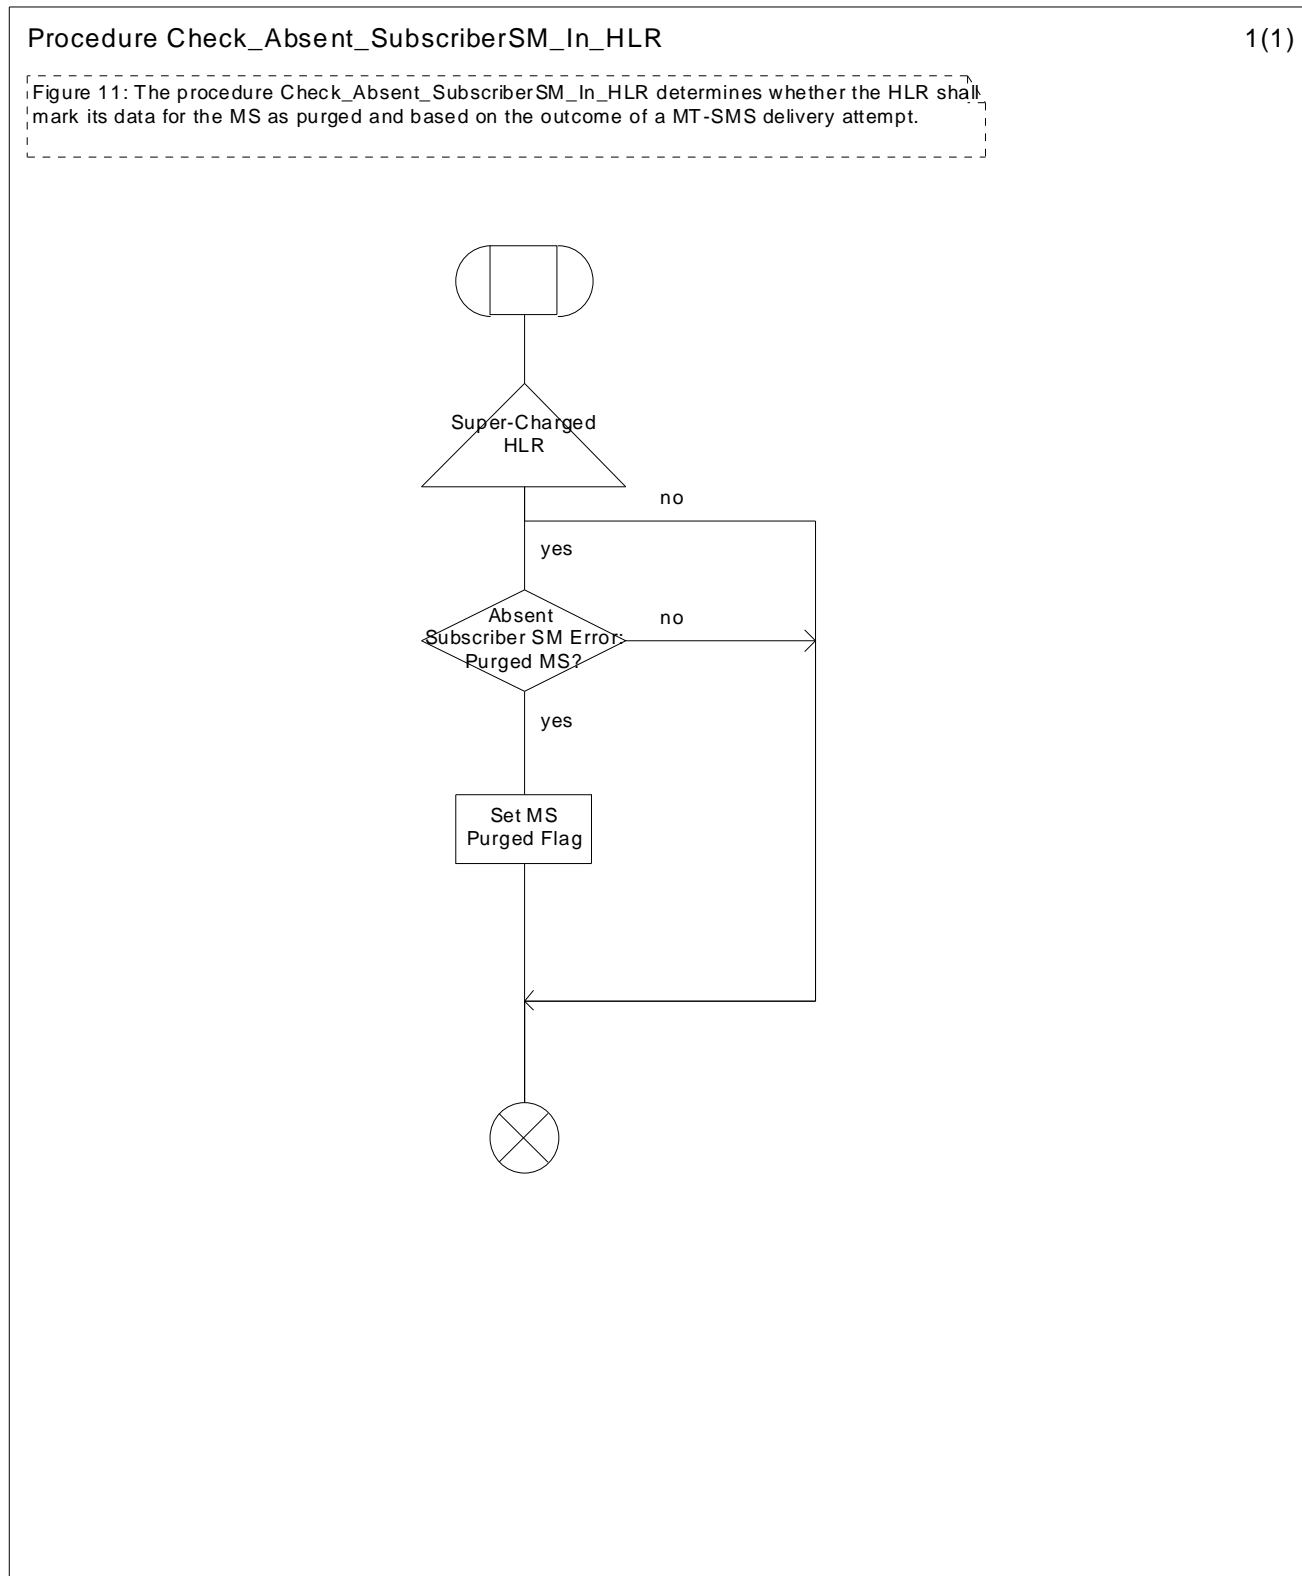 Procedure Check_Absent_SubscriberSM_In_HLR
1(1)
Figure 11: The procedure Check_Absent_SubscriberSM_In_HLR determines whether the HLR shall
mark its data for the MS as purged and based on the outcome of a MT-SMS delivery attempt.
Super-Charged
HLR
no
yes
Absent
Subscriber SM Error:
Purged MS?
no
yes
Set MS
Purged Flag